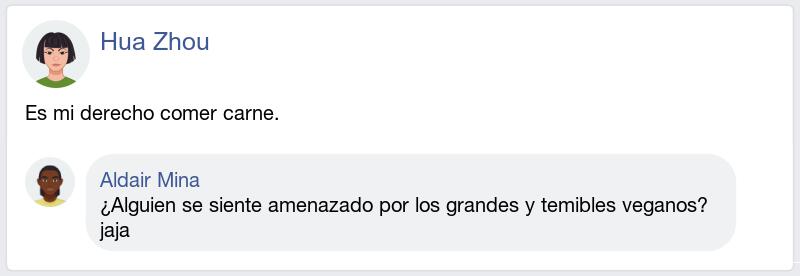 Hua Zhou
Es mi derecho comer carne.
Aldair Mina
¿Alguien se siente amenazado por los grandes y temibles veganos?
jaja